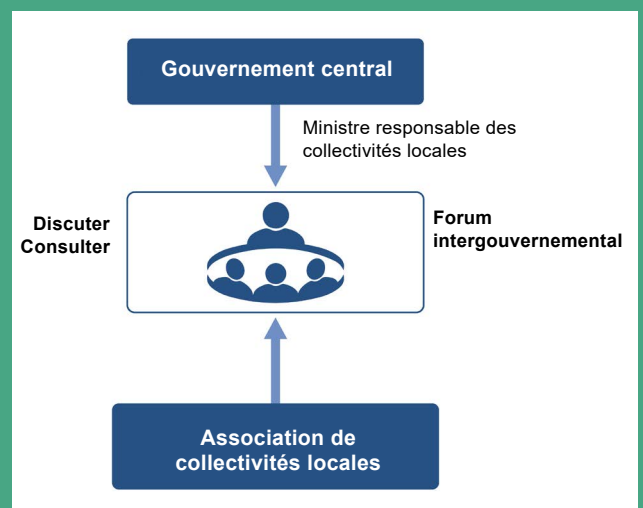 Gouvernement central
Ministre responsable des
collectivités locales
Discuter
Consulter
Forum
intergouvernemental
Association de
collectivités locales